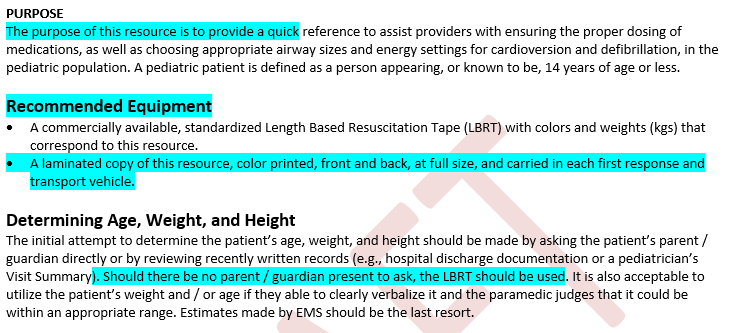 PURPOSE
The purpose of this resource is to provide a quick reference to assist providers with ensuring the proper dosing of
medications, as well as choosing appropriate airway sizes and energy settings for cardioversion and defibrillation, in the
pediatric population. A pediatric patient is defined as a person appearing, or known to be, 14 years of age or less.
Recommended Equipment
• A commercially available, standardized Length Based Resuscitation Tape (LBRT) with colors and weights (kgs) that
correspond to this resource.
• A laminated copy of this resource, color printed, front and back, at full size, and carried in each first response and
transport vehicle.
Determining Age, Weight, and Height
The initial attempt to determine the patient’s age, weight, and height should be made by asking the patient’s parent /
guardian directly or by reviewing recently written records (e.g., hospital discharge documentation or a pediatrician’s
Visit Summary). Should there be no parent / guardian present to ask, the LBRT should be used. It is also acceptable to
utilize the patient’s weight and / or age if they able to clearly verbalize it and the paramedic judges that it could be
within an appropriate range. Estimates made by EMS should be the last resort.